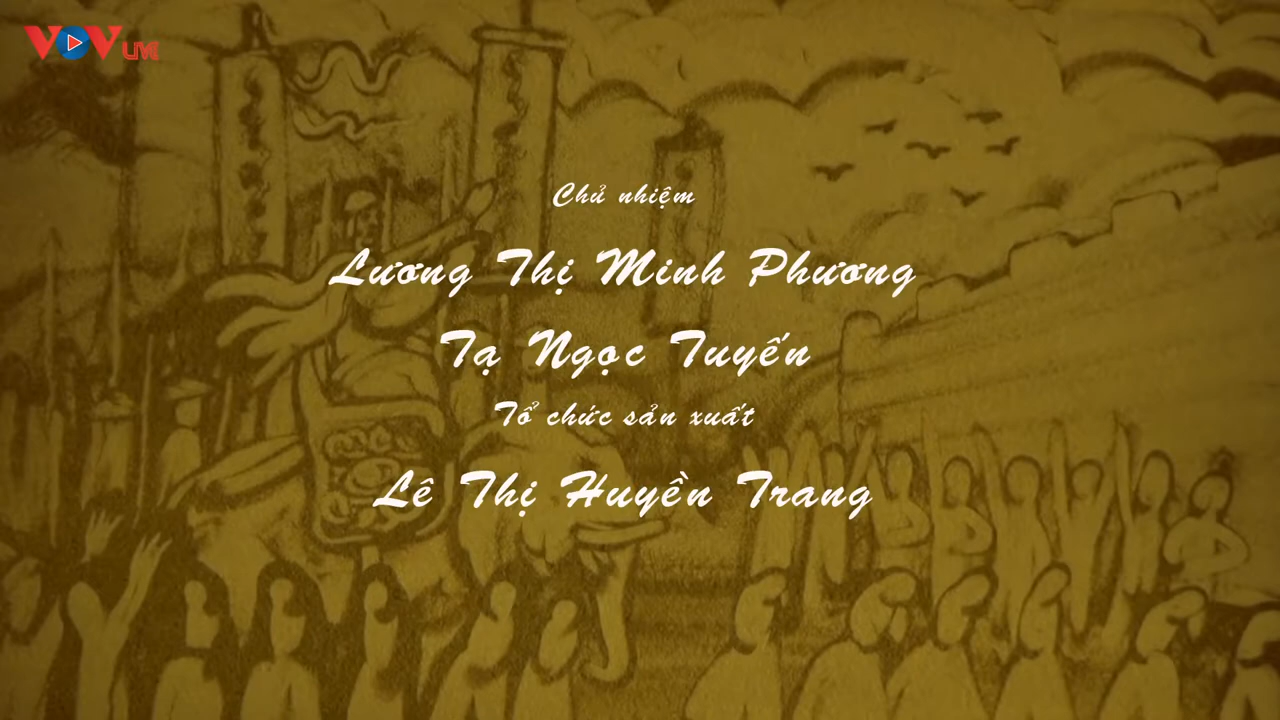 VOV LIVE
Chủ nhiệm
Lương Thị Minh Phương
Tạ Ngọc Tuyến
Tổ chức sản xuất
Lê Thị Huyền Trang